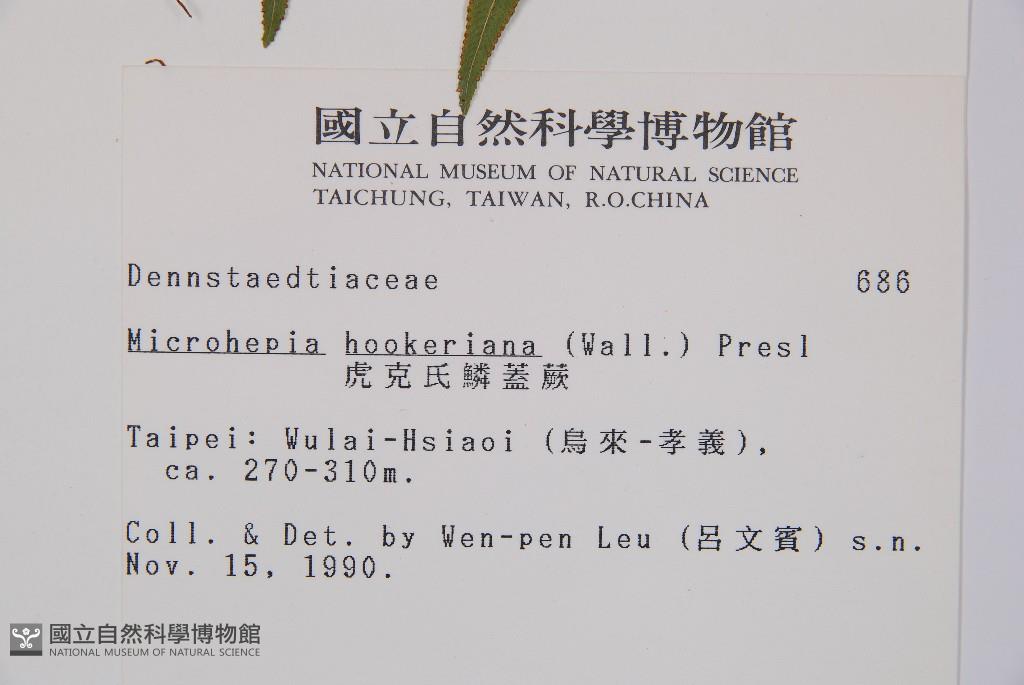 國立自然科學博物館
NATIONAL MUSEUM OF NATURAL SCIENCE
TAICHUNG, TAIWAN, R.O.CHINA
Dennstaedtiaceae 686
Microhepia hookeriana (Wall.) Presl
虎克氏鱗蓋蕨
Taipei: Wulai-Hsiaoi (烏來-孝義),
ca. 270-310m.
Coll. & Det. by Wen-pen Leu (呂文賓) s.n.
Nov. 15, 1990.
國立自然科學博物館
NATIONAL MUSEUM OF NATURAL SCIENCE